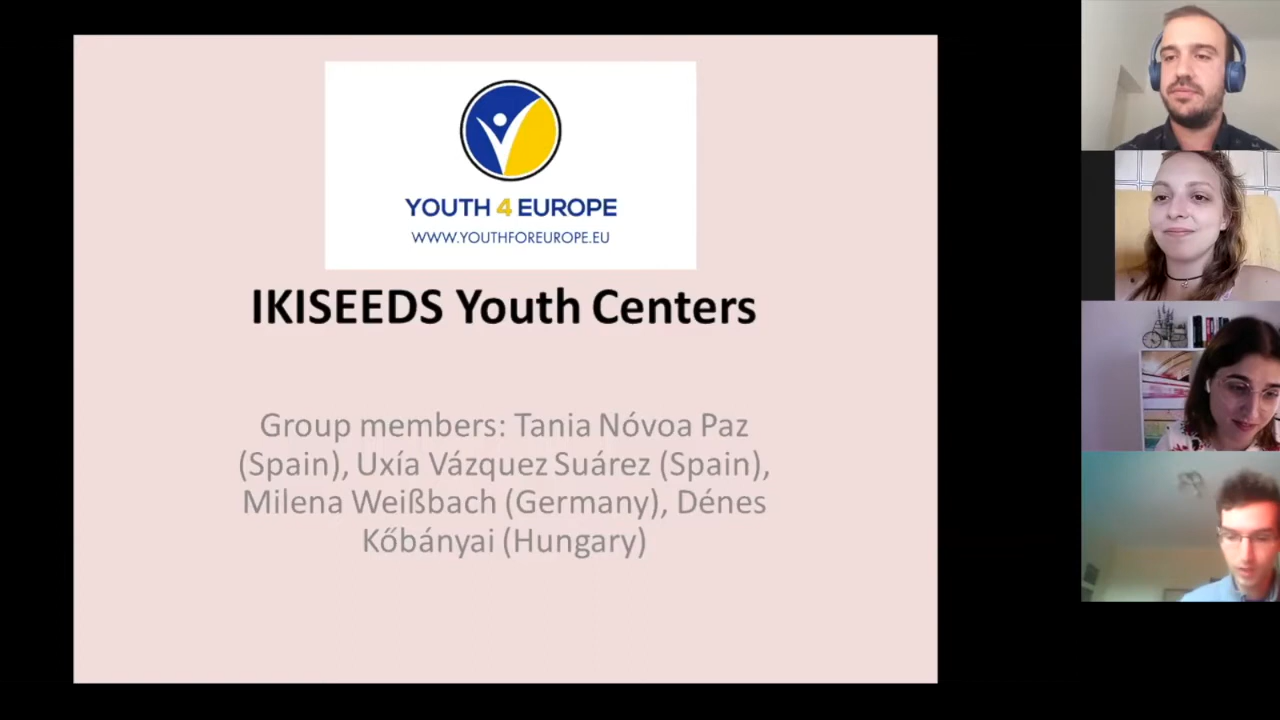 YOUTH 4 EUROPE
WWW.YOUTHFOREUROPE.EU
IKISEEDS Youth Centers
Group members: Tania Nóvoa Paz
(Spain), Uxía Vázquez Suárez (Spain),
Milena Weißbach (Germany), Dénes
Kőbányai (Hungary)